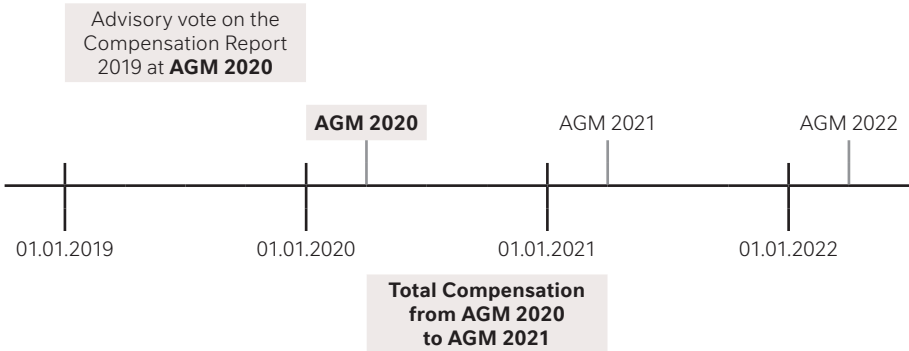 Advisory vote on the
Compensation Report
2019 at AGM 2020
AGM 2020
AGM 2021
AGM 2022
01.01.2019
01.01.2020
01.01.2021
01.01.2022
Total Compensation
from AGM 2020
to AGM 2021